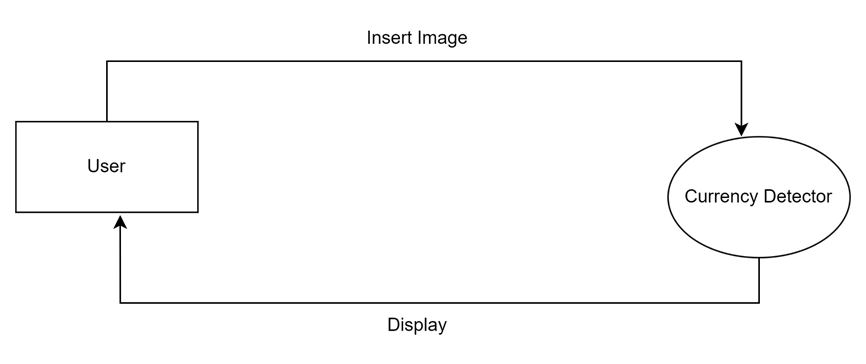 Insert Image
User
Currency Detector
Display